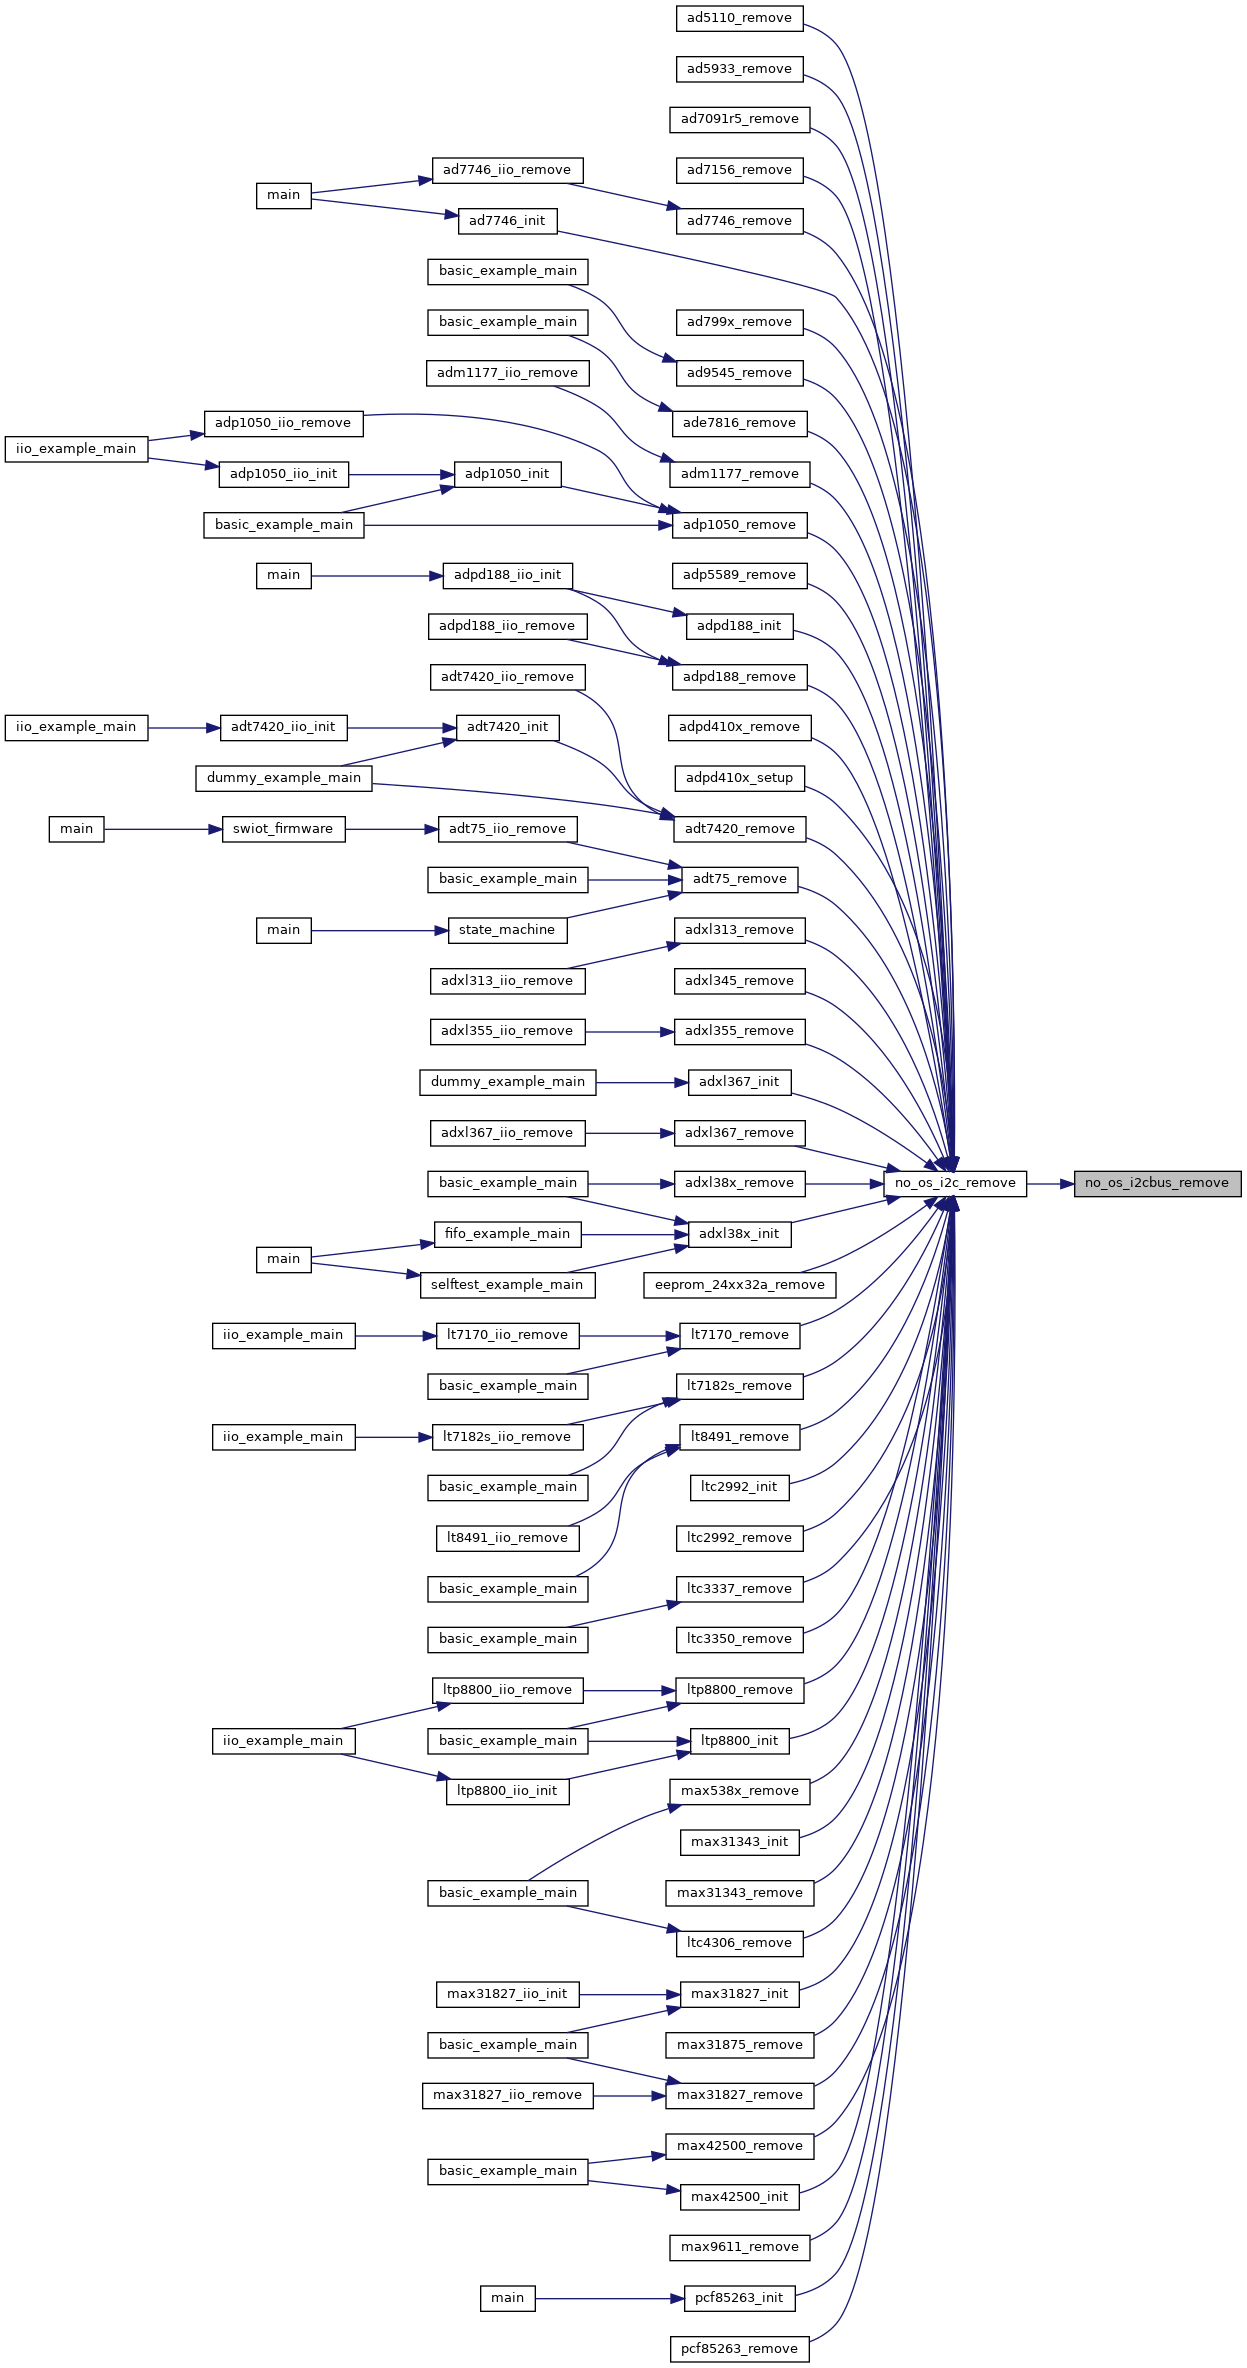 ad5110_remove
ad5933_remove
ad7091r5_remove
ad7746_iio_remove
ad7156_remove
main
ad7746_init
ad7746_remove
basic_example_main
basic_example_main
ad799x_remove
adm1177_iio_remove
ad9545_remove
adp1050_iio_remove
ade7816_remove
iio_example_main
adp1050_iio_init
adp1050_init
adm1177_remove
basic_example_main
adp1050_remove
main
adpd188_iio_init
adp5589_remove
adpd188_iio_remove
adpd188_init
adt7420_iio_remove
adpd188_remove
iio_example_main
adt7420_iio_init
adt7420_init
adpd410x_remove
dummy_example_main
adpd410x_setup
main
swiot_firmware
adt75_iio_remove
adt7420_remove
basic_example_main
adt75_remove
main
state_machine
adxl313_remove
adxl313_iio_remove
adxl345_remove
adxl355_iio_remove
adxl355_remove
dummy_example_main
adxl367_init
adxl367_iio_remove
adxl367_remove
basic_example_main
adxl38x_remove
no_os_i2c_remove
no_os_i2cbus_remove
fifo_example_main
adxl38x_init
main
selftest_example_main
eeprom_24xx32a_remove
iio_example_main
lt7170_iio_remove
lt7170_remove
basic_example_main
lt7182s_remove
iio_example_main
lt7182s_iio_remove
lt8491_remove
basic_example_main
ltc2992_init
lt8491_iio_remove
ltc2992_remove
basic_example_main
ltc3337_remove
basic_example_main
ltc3350_remove
ltp8800_iio_remove
ltp8800_remove
iio_example_main
basic_example_main
ltp8800_init
ltp8800_iio_init
max538x_remove
max31343_init
basic_example_main
max31343_remove
ltc4306_remove
max31827_iio_init
max31827_init
basic_example_main
max31875_remove
max31827_iio_remove
max31827_remove
max42500_remove
basic_example_main
max42500_init
max9611_remove
main
pcf85263_init
pcf85263_remove